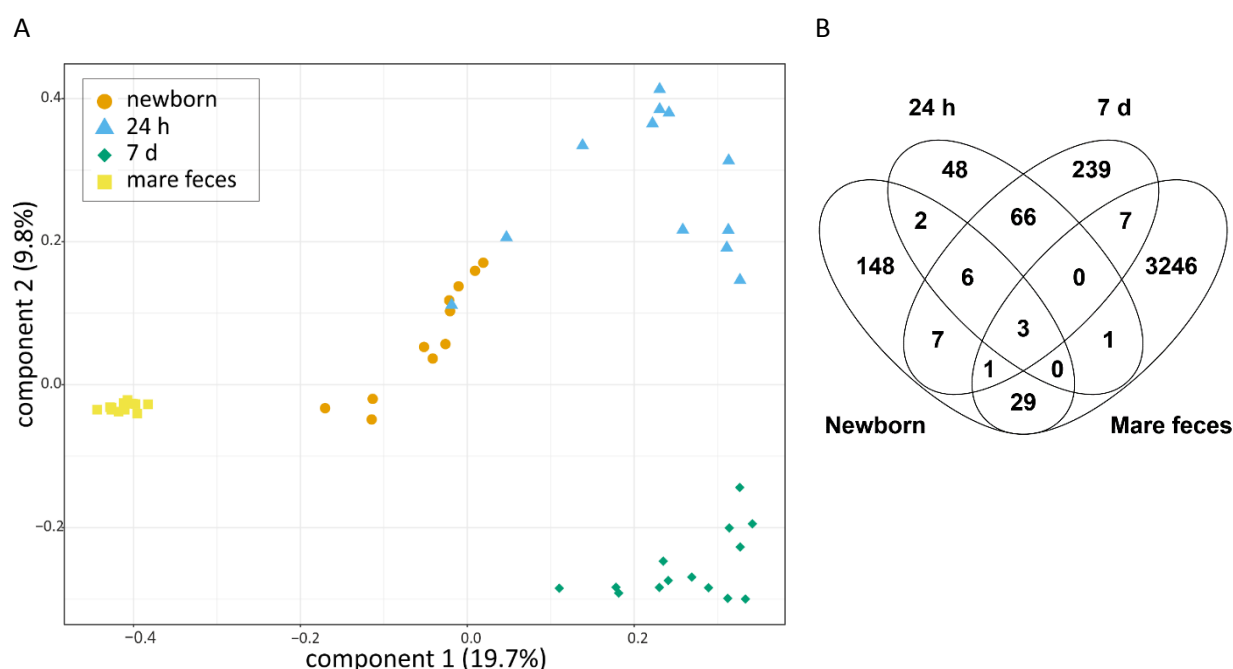 A
B
newborn
24 h
7 d
mare feces
0.4
0.2
0.0
−0.2
−0.4
−0.2
0.0
0.2
component 2 (9.8%)
component 1 (19.7%)
24 h
7 d
48
239
2
66
7
148
3246
6
0
7
3
1
1
0
29
Newborn
Mare feces